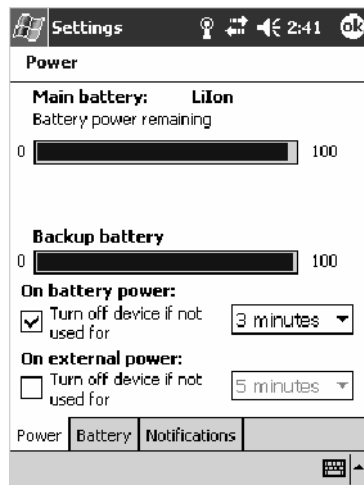 Settings 2:41 ok
Power
Main battery: LiIon
Battery power remaining
0 100
Backup battery
0 100
On battery power:
Turn off device if not
used for
3 minutes
On external power:
Turn off device if not
used for
5 minutes
Power Battery Notifications